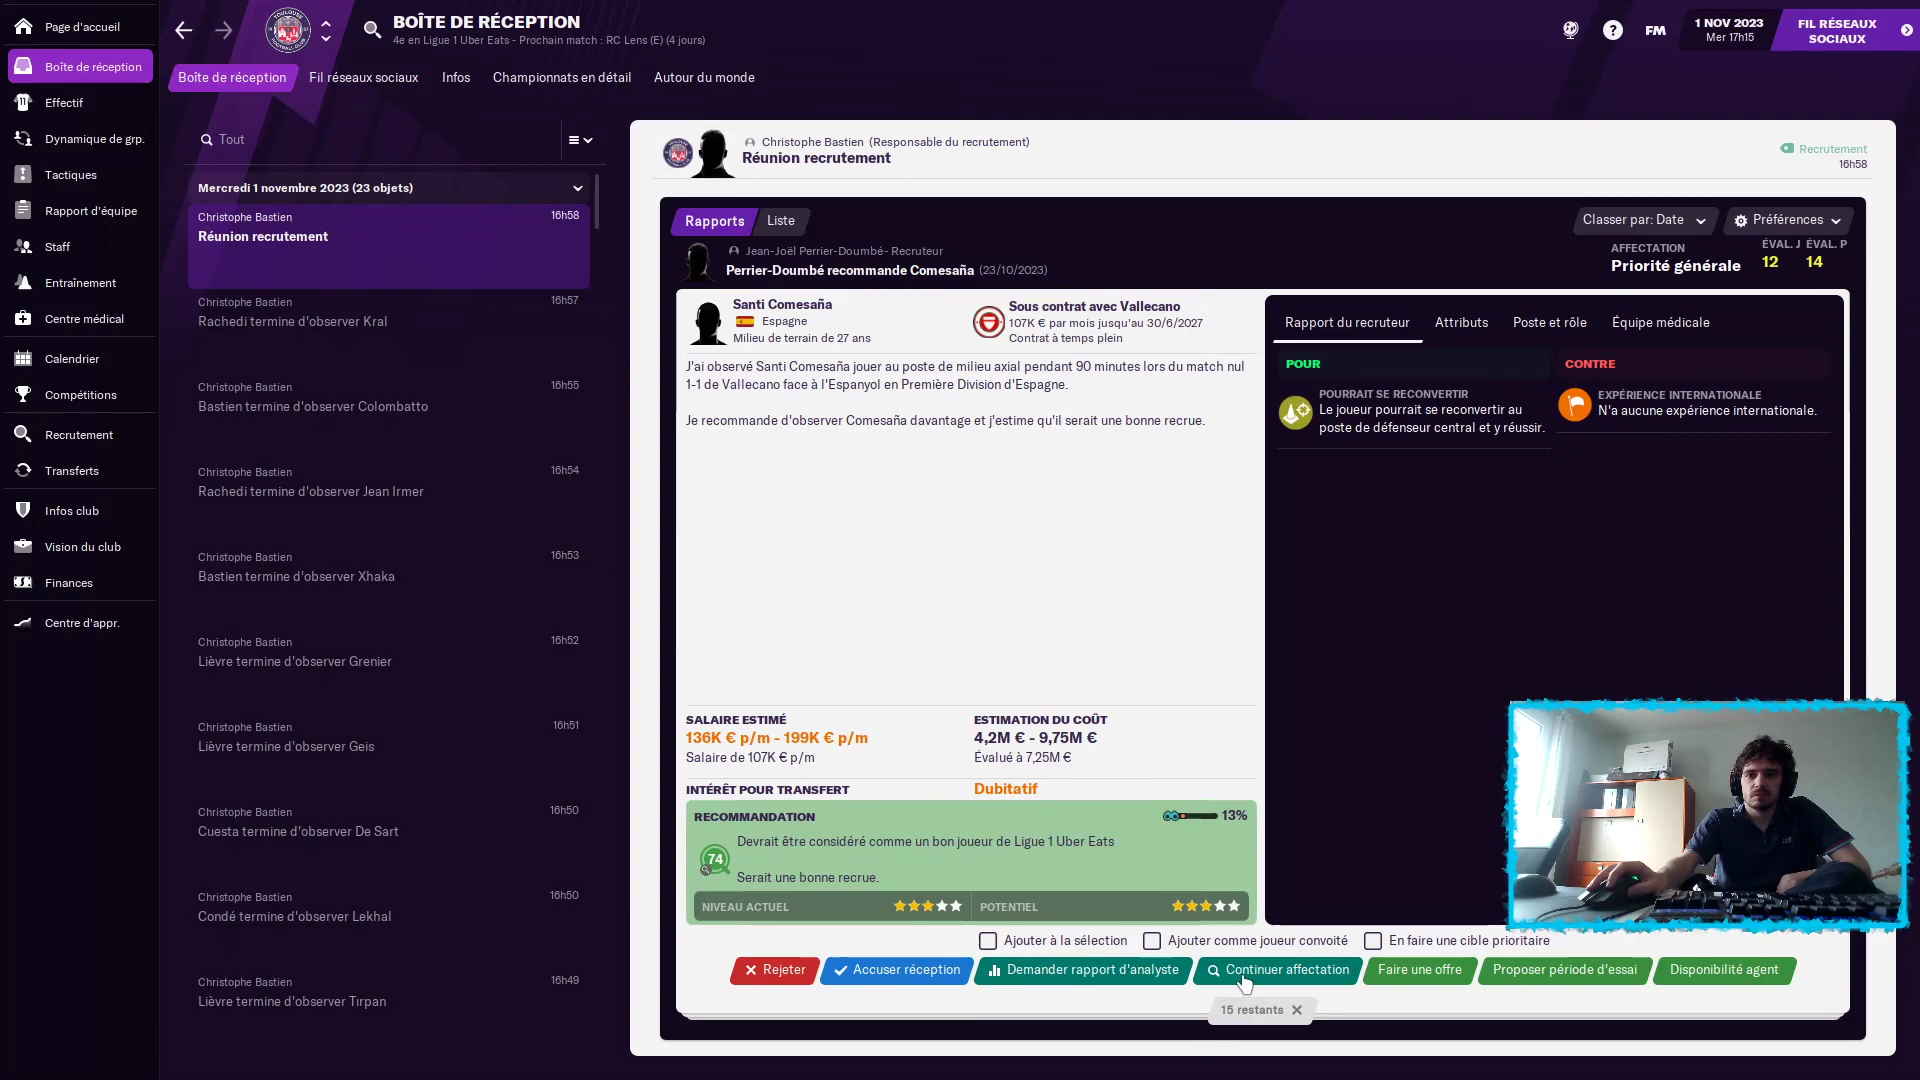 Page d'accueil
Boîte de réception
Effectif
Dynamique de grp.
Tactiques
Rapport d'équipe
Staff
Entraînement
Centre médical
Calendrier
Compétitions
Recrutement
Transferts
Infos club
Vision du club
Finances
Centre d'appr.
BOÎTE DE RÉCEPTION
4e en Ligue 1 Uber Eats - Prochain match : RC Lens (E) (4 jours)
FM
1 NOV 2023
Mer 17h15
FIL RÉSEAUX
SOCIAUX
Boîte de réception
Fil réseaux sociaux
Infos
Championnats en détail
Autour du monde
Tout
Mercredi 1 novembre 2023 (23 objets)
Christophe Bastien 16h58
Réunion recrutement
Christophe Bastien 16h57
Rachedi termine d'observer Kral
Christophe Bastien 16h55
Bastien termine d'observer Colombatto
Christophe Bastien 16h54
Rachedi termine d'observer Jean Irmer
Christophe Bastien 16h53
Bastien termine d'observer Xhaka
Christophe Bastien 16h52
Lièvre termine d'observer Grenier
Christophe Bastien 16h51
Lièvre termine d'observer Geis
Christophe Bastien 16h50
Cuesta termine d'observer De Sart
Christophe Bastien 16h50
Condé termine d'observer Lekhal
Christophe Bastien 16h49
Lièvre termine d'observer Tırpan
Christophe Bastien (Responsable du recrutement)
Réunion recrutement
Recrutement
16h58
Rapports
Liste
Classer par: Date
Préférences
Jean-Joël Perrier-Doumbé- Recruteur
Perrier-Doumbé recommande Comesaña (23/10/2023)
AFFECTATION
Priorité générale
ÉVAL. J ÉVAL. P
12 14
Santi Comesaña
Espagne
Milieu de terrain de 27 ans
Sous contrat avec Vallecano
107K € par mois jusqu'au 30/6/2027
Contrat à temps plein
J'ai observé Santi Comesaña jouer au poste de milieu axial pendant 90 minutes lors du match nul
1-1 de Vallecano face à l'Espanyol en Première Division d'Espagne.
Je recommande d'observer Comesaña davantage et j'estime qu'il serait une bonne recrue.
Rapport du recruteur
Attributs
Poste et rôle
Équipe médicale
POUR
POURRAIT SE RECONVERTIR
Le joueur pourrait se reconvertir au
poste de défenseur central et y réussir.
CONTRE
EXPÉRIENCE INTERNATIONALE
N'a aucune expérience internationale.
SALAIRE ESTIMÉ
136K € p/m - 199K € p/m
Salaire de 107K € p/m
ESTIMATION DU COÛT
4,2M € - 9,75M €
Évalué à 7,25M €
INTÉRÊT POUR TRANSFERT
Dubitatif
RECOMMANDATION
13%
74
Devrait être considéré comme un bon joueur de Ligue 1 Uber Eats
Serait une bonne recrue.
NIVEAU ACTUEL
POTENTIEL
Ajouter à la sélection
Ajouter comme joueur convoité
En faire une cible prioritaire
Rejeter
Accuser réception
Demander rapport d'analyste
Continuer affectation
Faire une offre
Proposer période d'essai
Disponibilité agent
15 restants